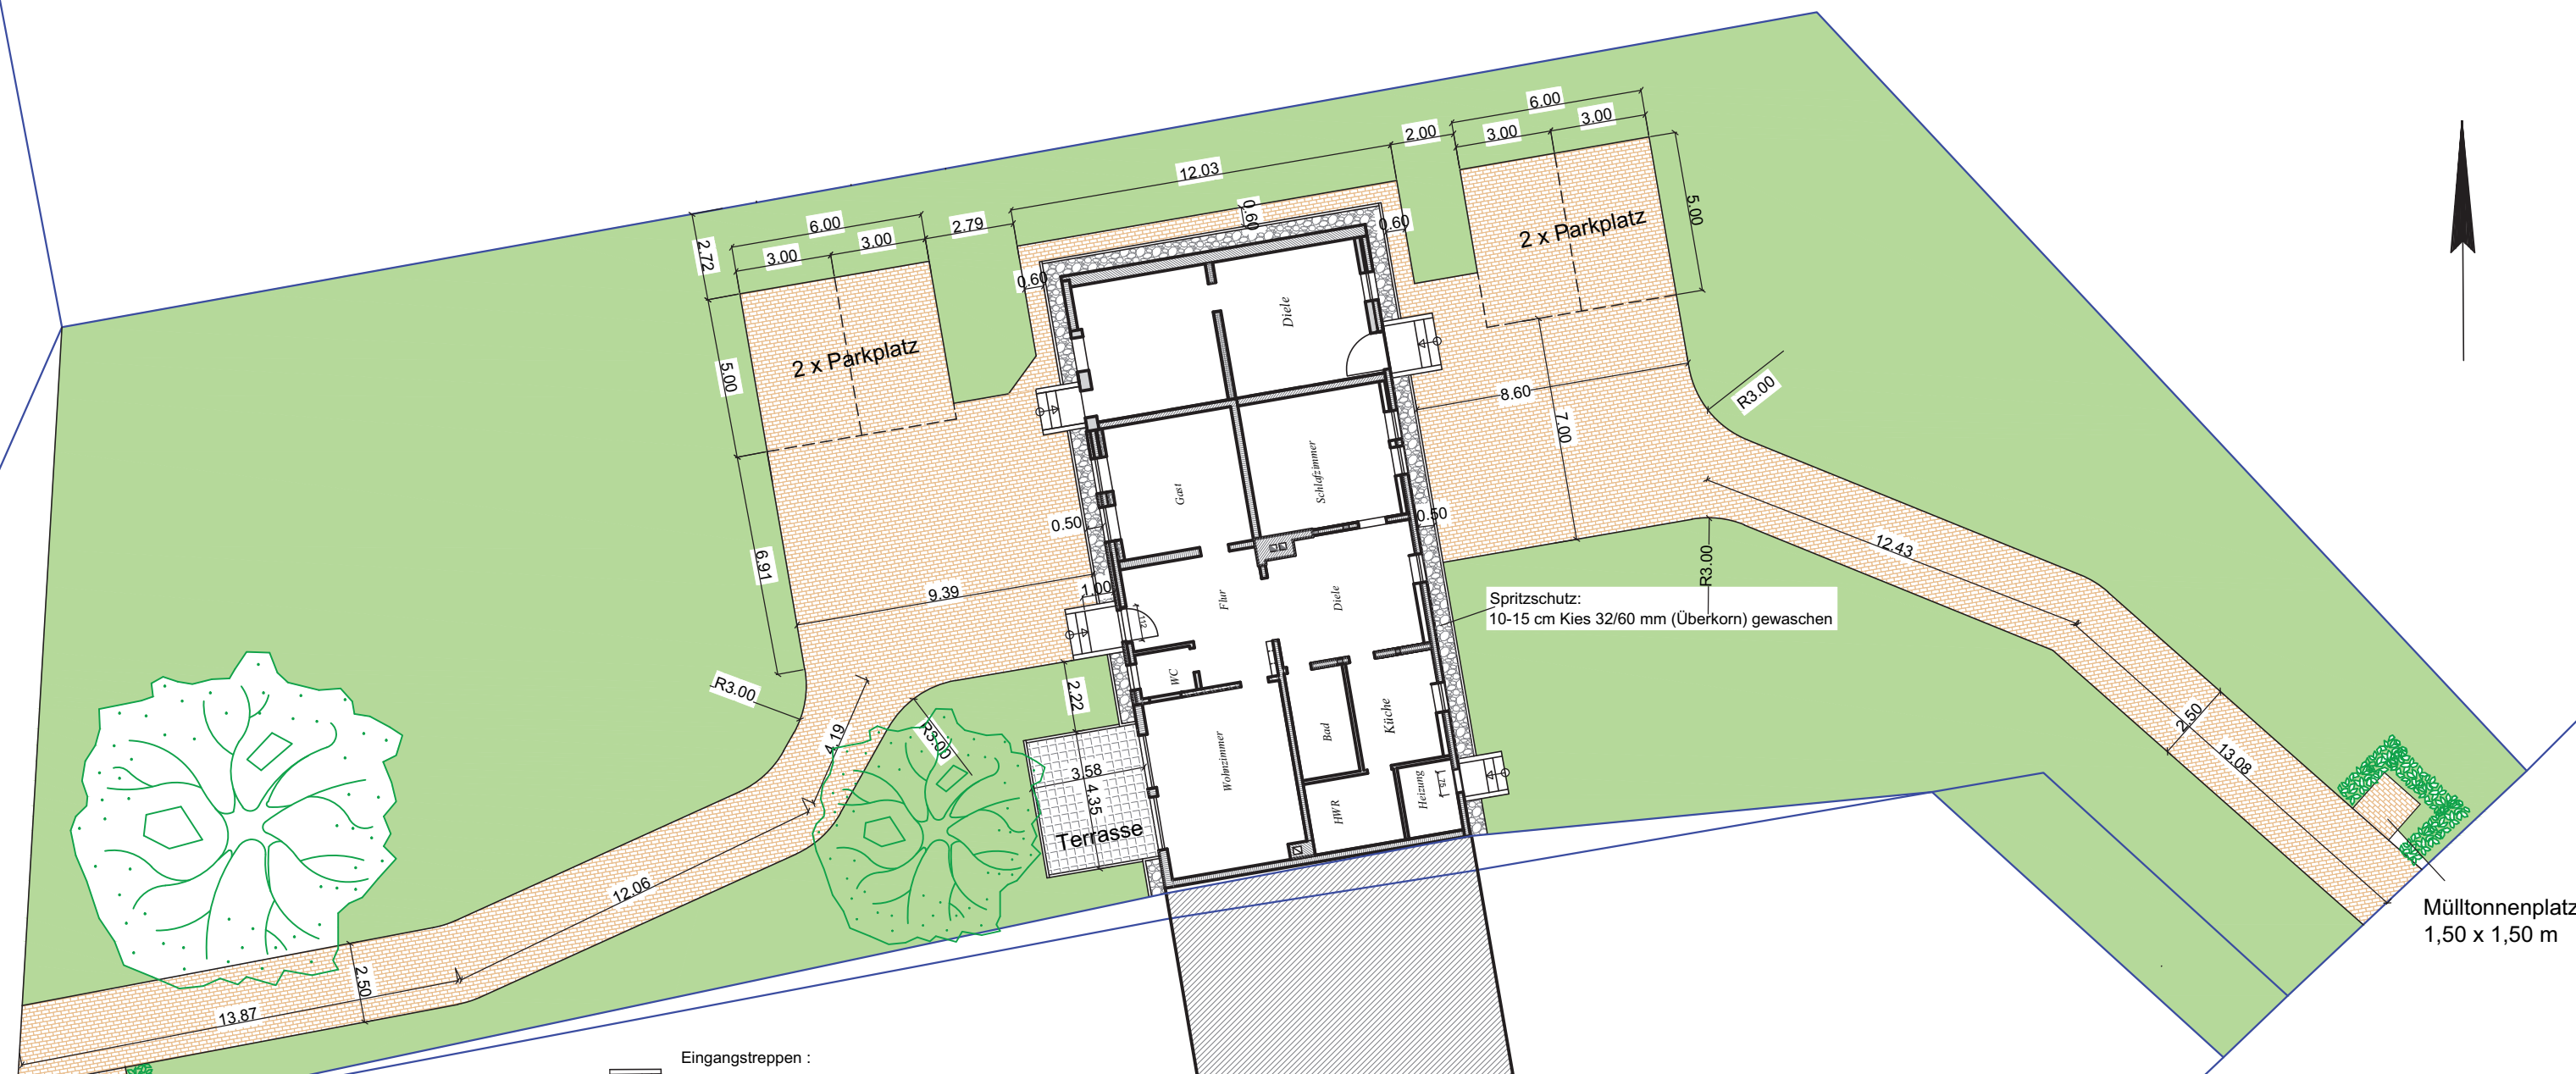 6.00
3.00
3.00
2.00
12.03
0.60
0.60
5.00
2 x Parkplatz
6.00
3.00
3.00
2.79
2.72
0.60
2 x Parkplatz
5.00
Diele
8.60
7.00
R3.00
Gast
Schlafzimmer
0.50
0.50
12.43
6.91
9.39
1.00
Flur
Diele
R3.00
112
Spritzschutz:
10-15 cm Kies 32/60 mm (Überkorn) gewaschen
WC
R3.00
2.22
4.19
R3.00
Bad
Küche
Wohnzimmer
2.50
13.08
3.58
4.35
Terrasse
HWR
Heizung
75
12.06
2.50
13.87
Mülltonnenplatz
1,50 x 1,50 m
Eingangstreppen :